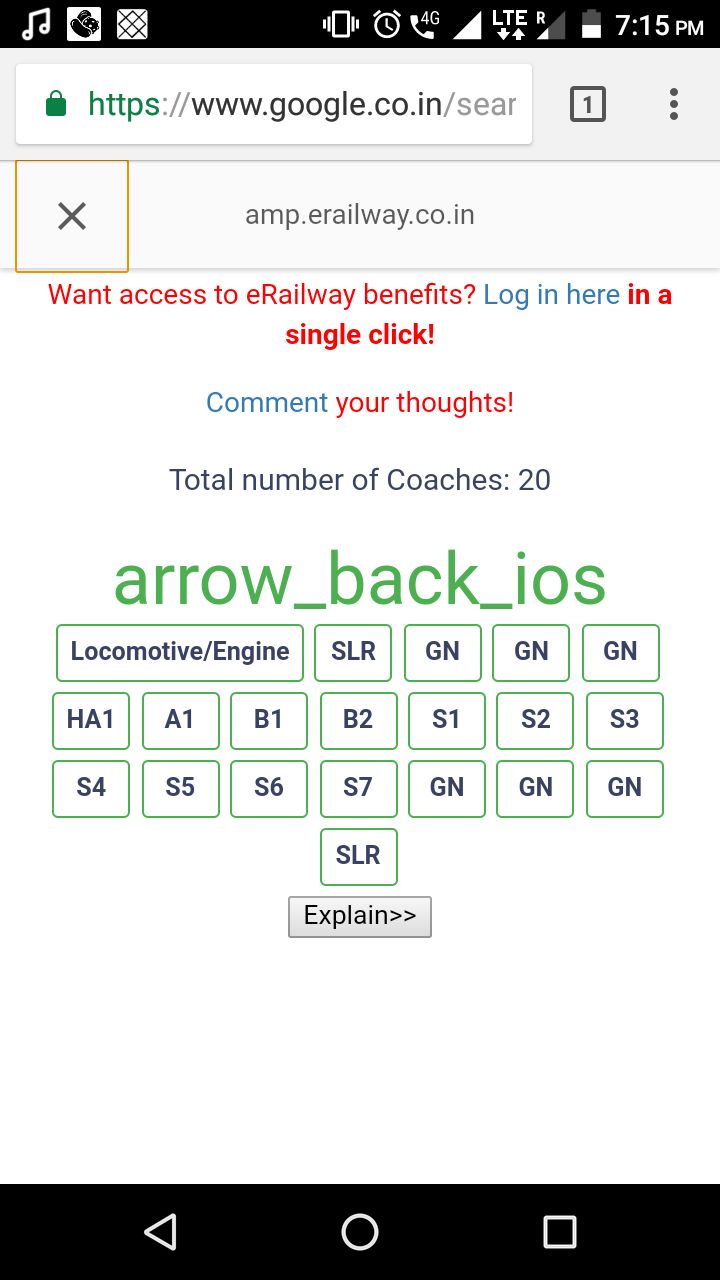 4G LTE R 7:15 PM
https://www.google.co.in/sear
1
amp.erailway.co.in
Want access to eRailway benefits? Log in here in a
single click!
Comment your thoughts!
Total number of Coaches: 20
arrow_back_ios
Locomotive/Engine SLR GN GN GN
HA1 A1 B1 B2 S1 S2 S3
S4 S5 S6 S7 GN GN GN
SLR
Explain>>